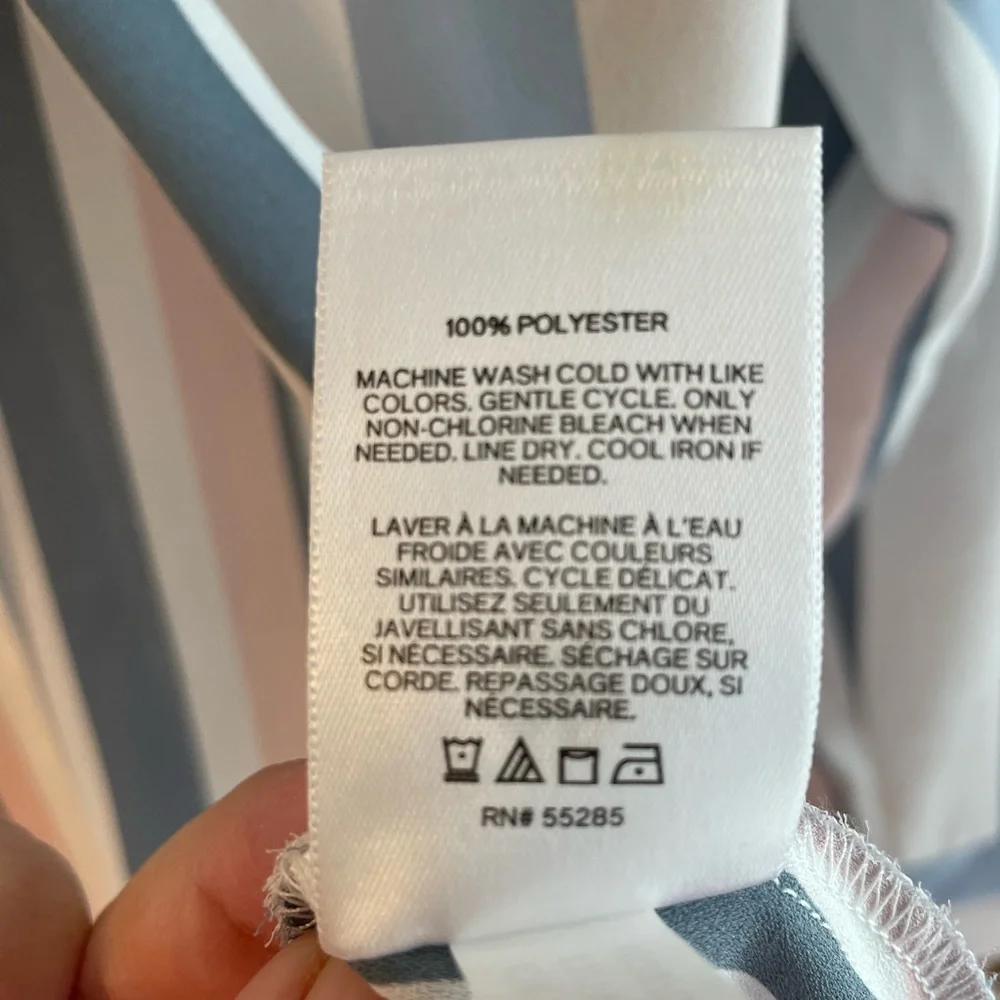 100% POLYESTER
MACHINE WASH COLD WITH LIKE
COLORS. GENTLE CYCLE. ONLY
NON-CHLORINE BLEACH WHEN
NEEDED. LINE DRY. COOL IRON IF
NEEDED.
LAVER À LA MACHINE À L'EAU
FROIDE AVEC COULEURS
SIMILAIRES. CYCLE DÉLICAT.
UTILISEZ SEULEMENT DU
JAVELLISANT SANS CHLORE,
SI NÉCESSAIRE. SÉCHAGE SUR
CORDE. REPASSAGE DOUX, SI
NÉCESSAIRE.
RN# 55285